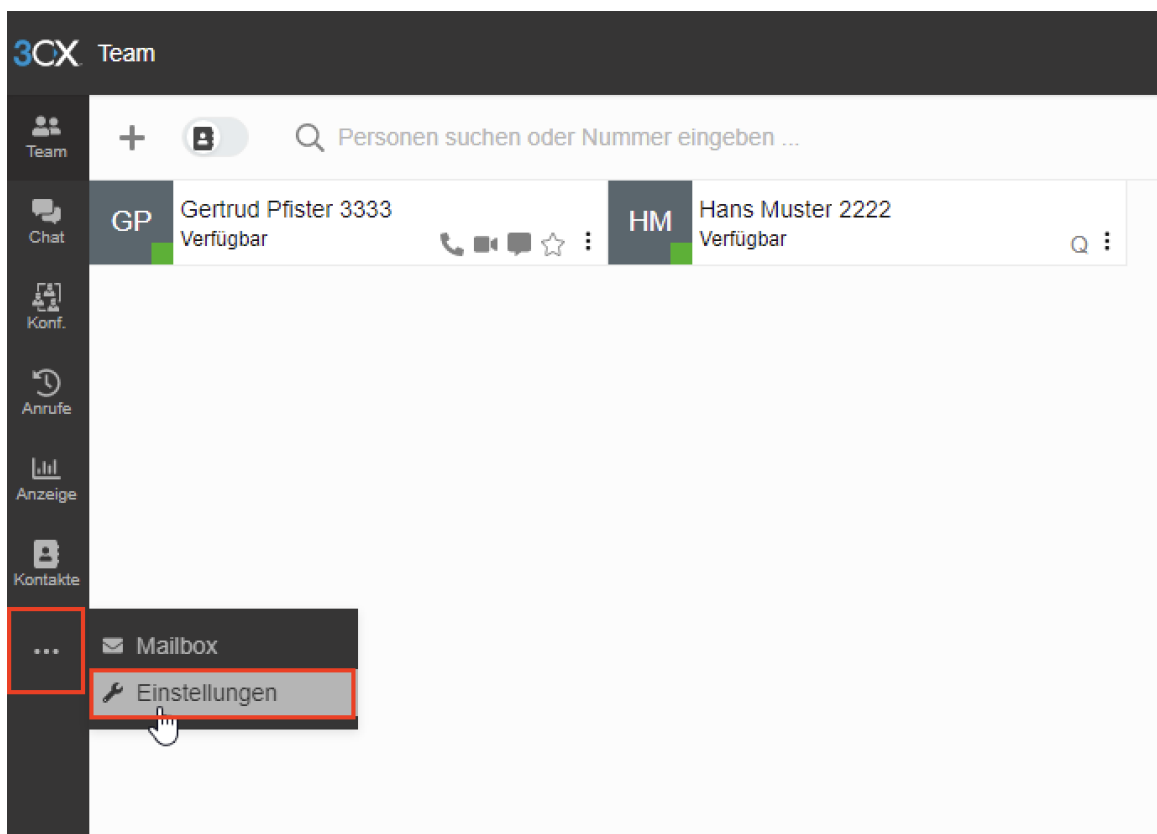 3CX Team
Team
Personen suchen oder Nummer eingeben ...
Chat
GP
Gertrud Pfister 3333
Verfügbar
HM
Hans Muster 2222
Verfügbar
Q
Konf.
Anrufe
Anzeige
Kontakte
...
Mailbox
Einstellungen